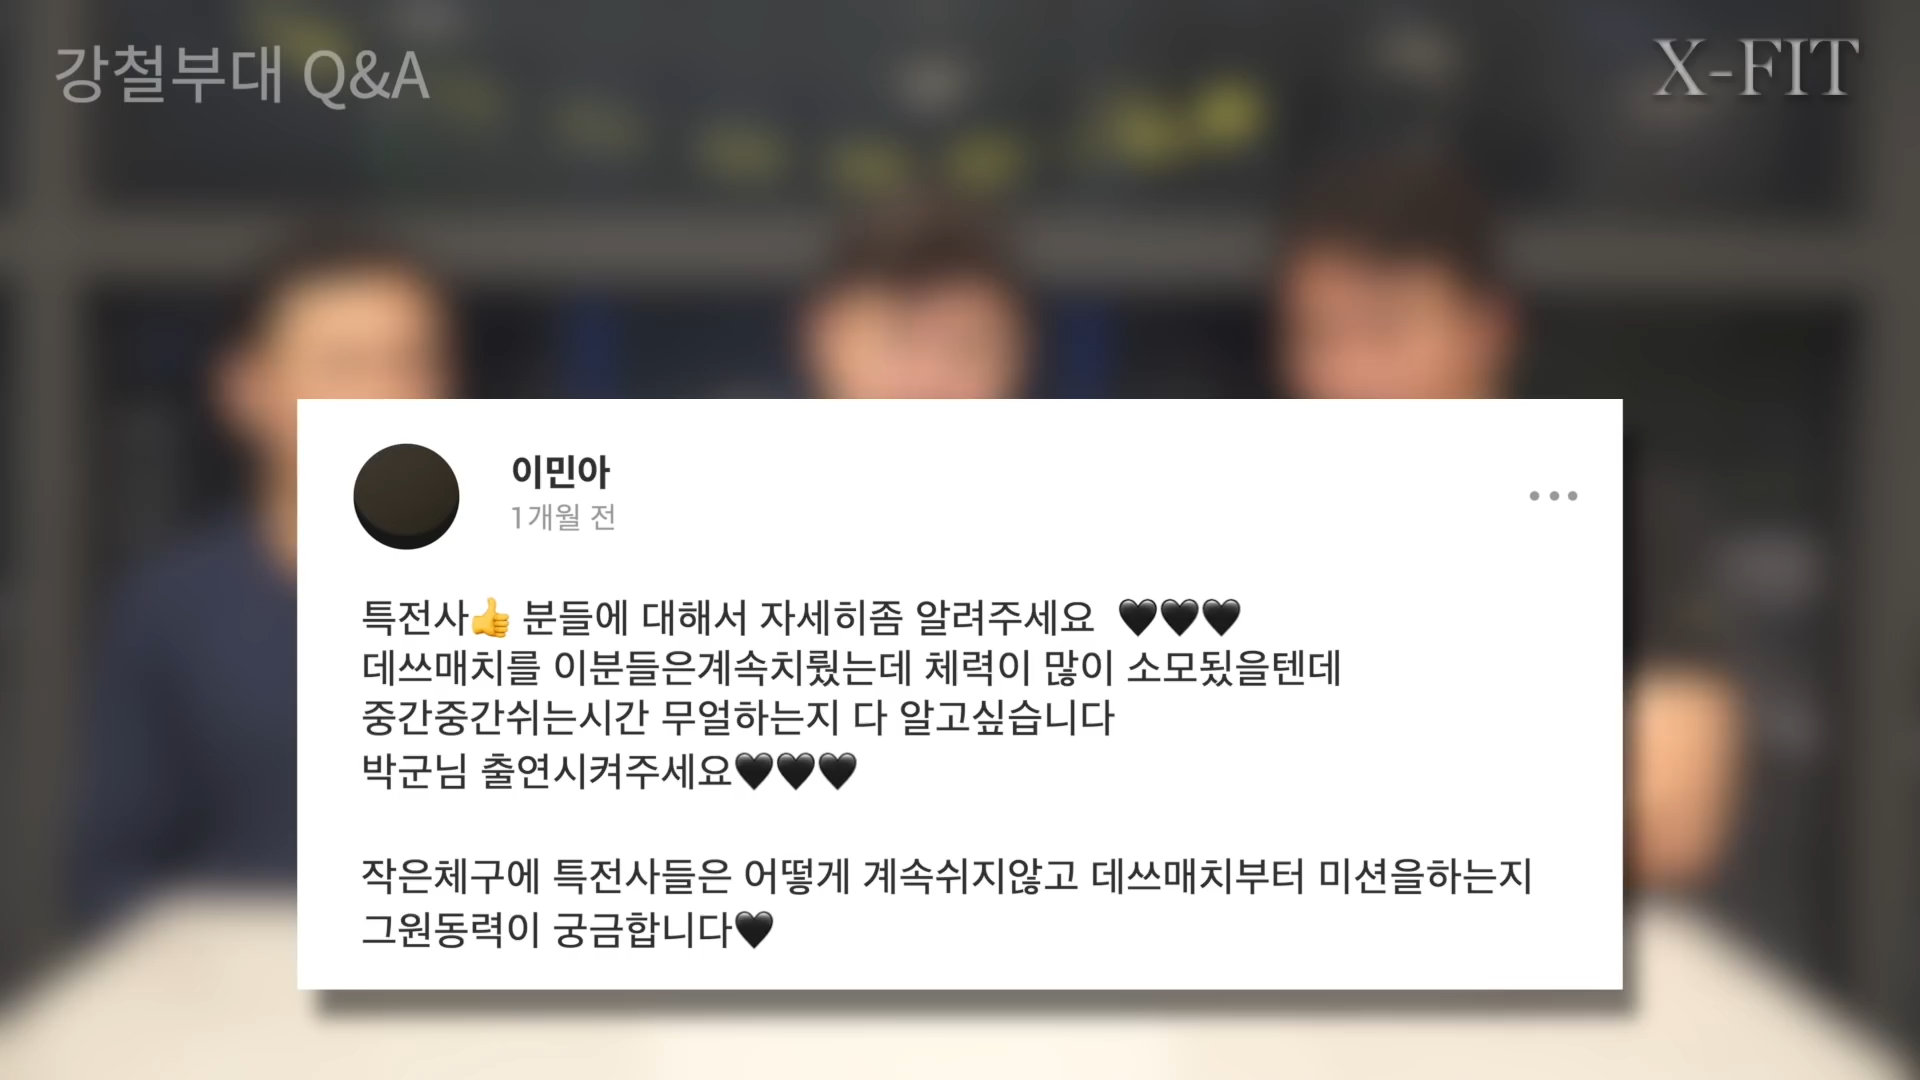 강철부대 Q&A
X-FIT
이민아
1개월 전
특전사👍 분들에 대해서 자세히좀 알려주세요 🖤🖤🖤
데쓰매치를 이분들은계속치뤘는데 체력이 많이 소모됬을텐데
중간중간쉬는시간 무얼하는지 다 알고싶습니다
박군님 출연시켜주세요🖤🖤🖤
작은체구에 특전사들은 어떻게 계속쉬지않고 데쓰매치부터 미션을하는지
그원동력이 궁금합니다🖤